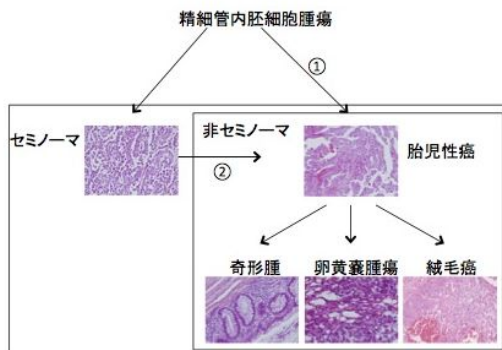 精細管内胚細胞腫瘍
①
セミノーマ
非セミノーマ
胎児性癌
②
奇形腫
卵黄嚢腫瘍
絨毛癌